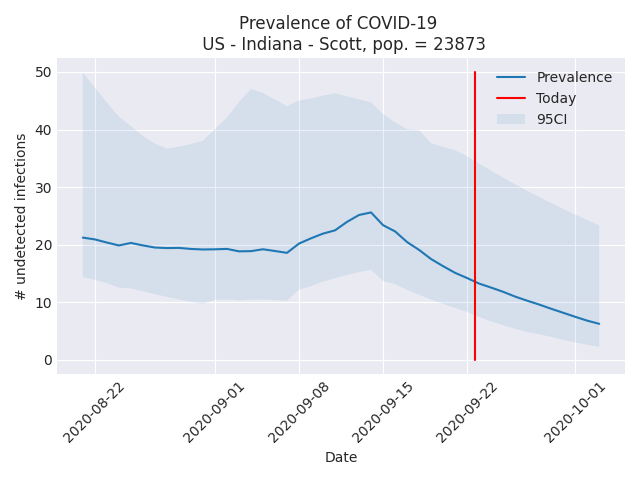 Prevalence of COVID-19
US - Indiana - Scott, pop. = 23873
50
40
30
20
10
0
# undetected infections
Prevalence
Today
95CI
2020-08-22
2020-09-01
2020-09-08
2020-09-15
2020-09-22
2020-10-01
Date